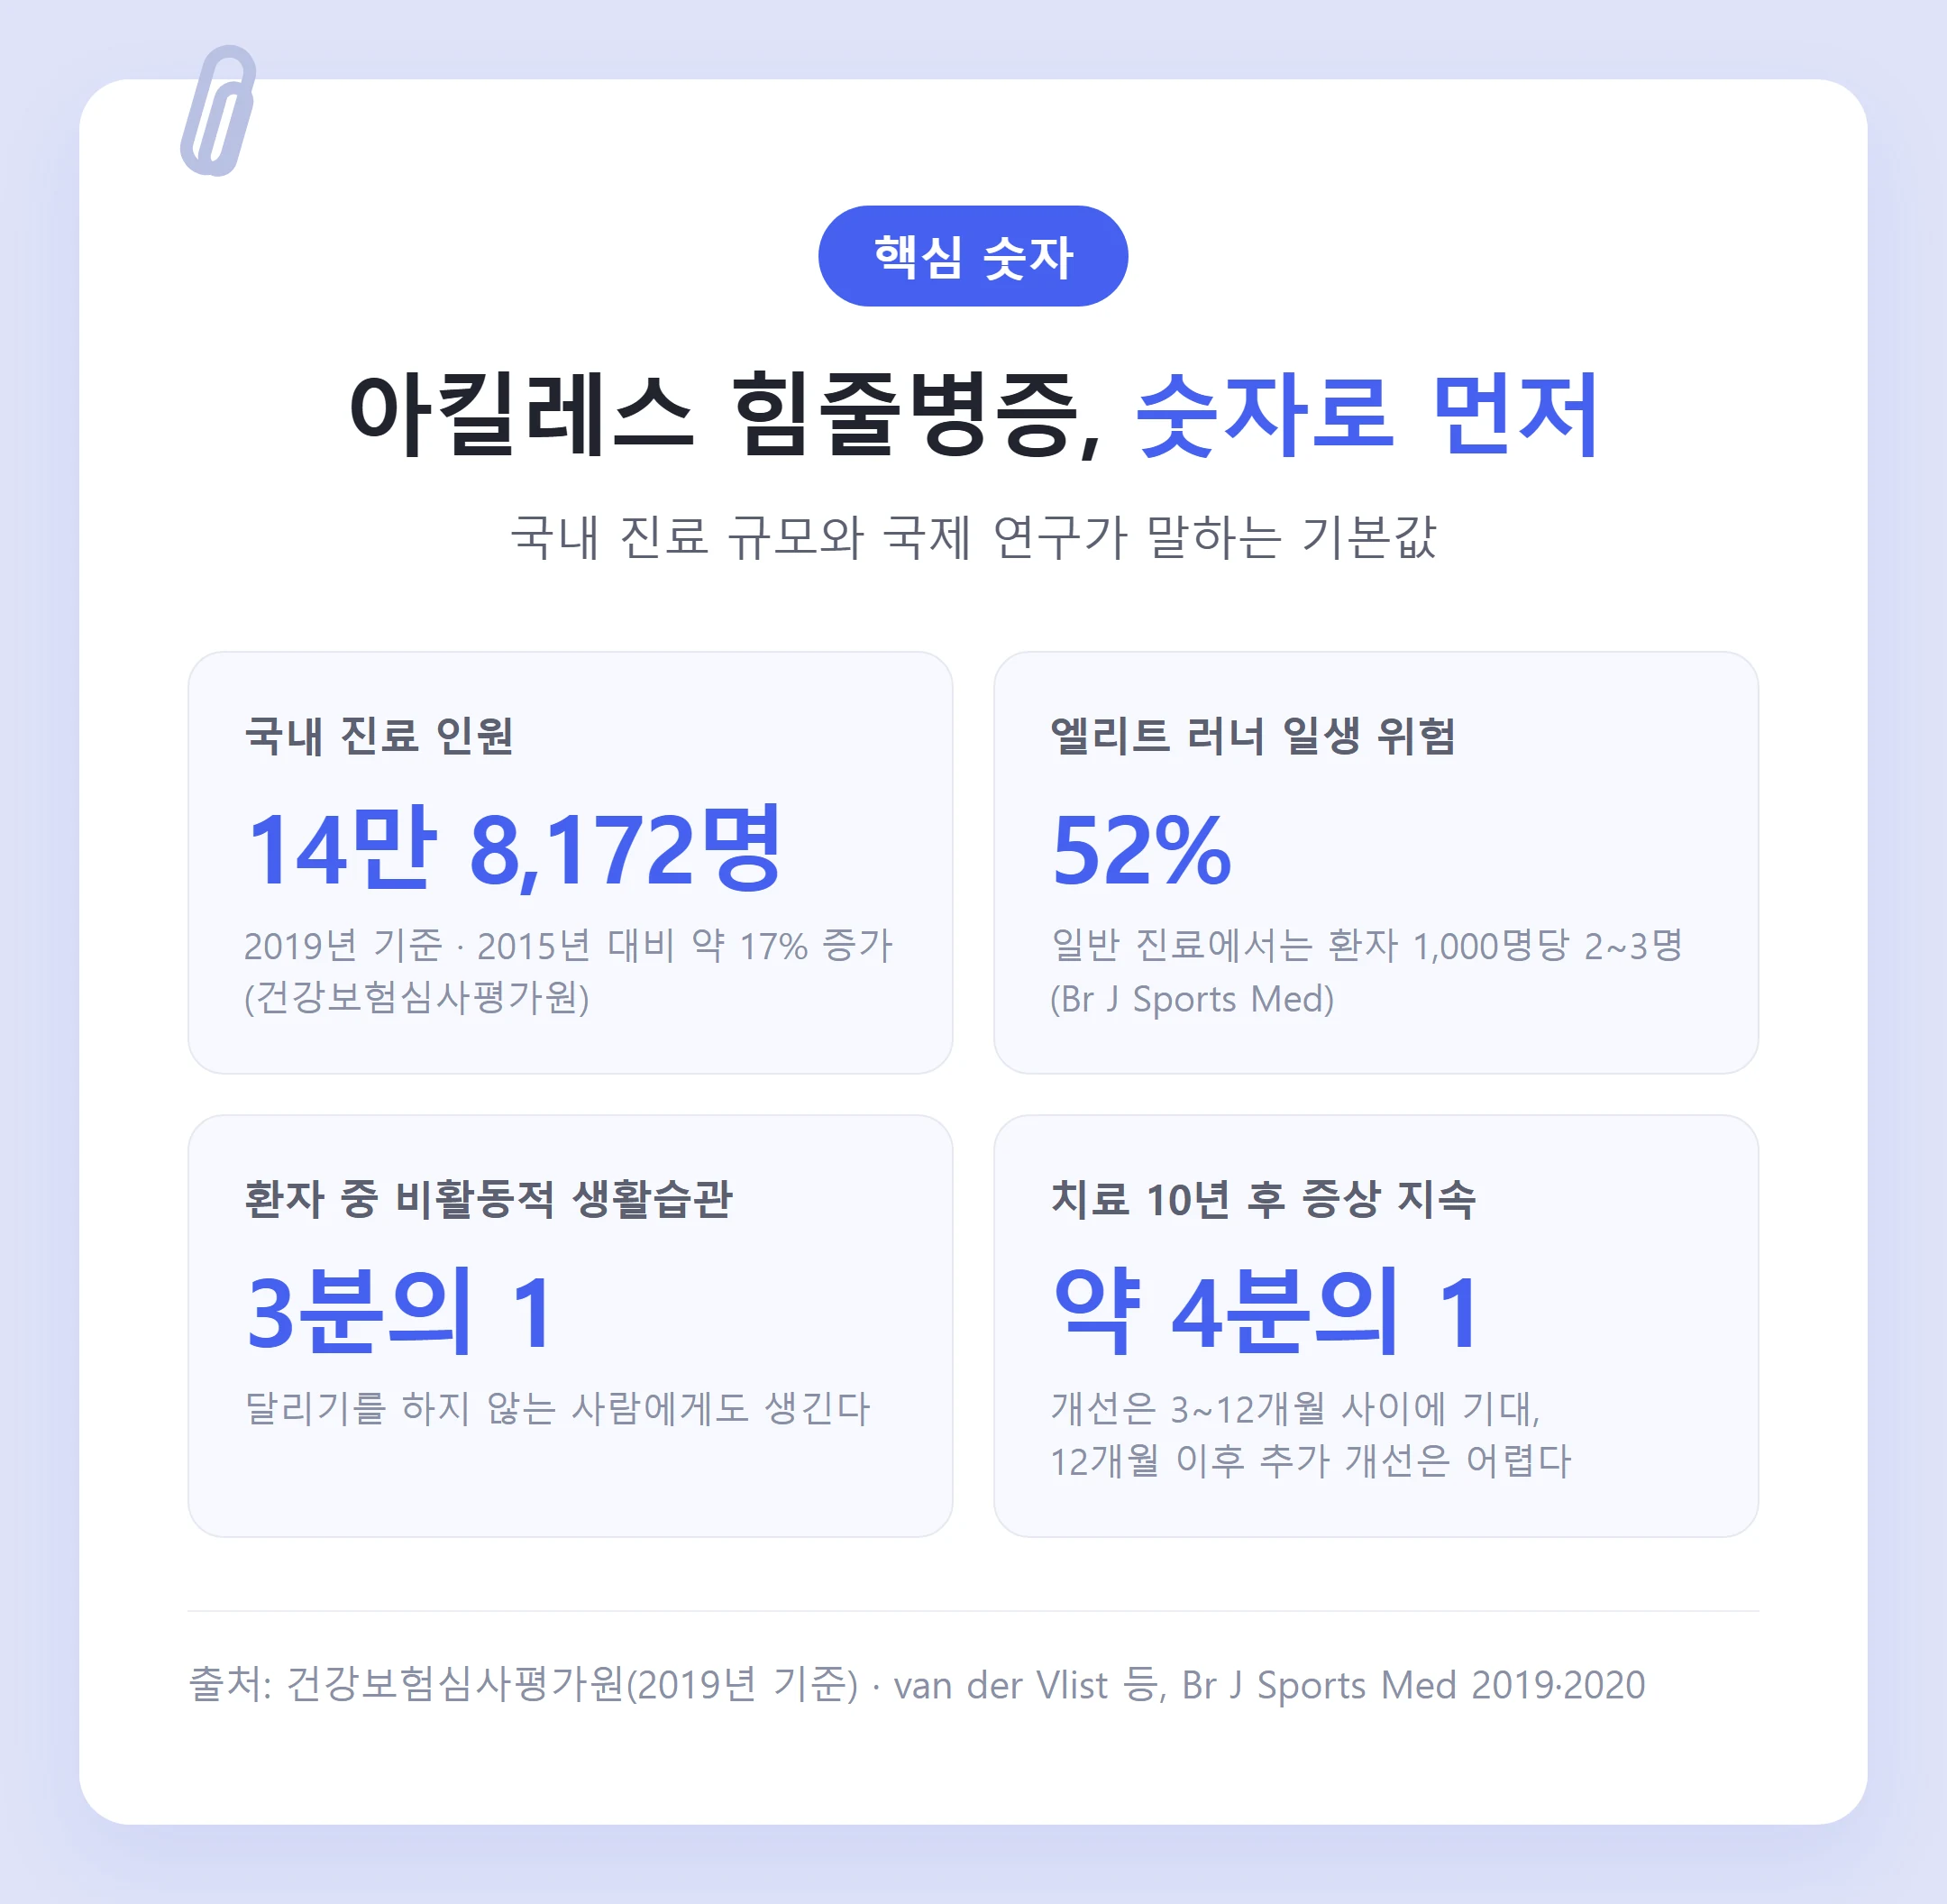 핵심 숫자
아킬레스 힘줄병증, 숫자로 먼저
국내 진료 규모와 국제 연구가 말하는 기본값
국내 진료 인원
14만 8,172명
2019년 기준 · 2015년 대비 약 17% 증가
(건강보험심사평가원)
엘리트 러너 일생 위험
52%
일반 진료에서는 환자 1,000명당 2~3명
(Br J Sports Med)
환자 중 비활동적 생활습관
3분의 1
달리기를 하지 않는 사람에게도 생긴다
치료 10년 후 증상 지속
약 4분의 1
개선은 3~12개월 사이에 기대,
12개월 이후 추가 개선은 어렵다
출처: 건강보험심사평가원(2019년 기준) · van der Vlist 등, Br J Sports Med 2019·2020